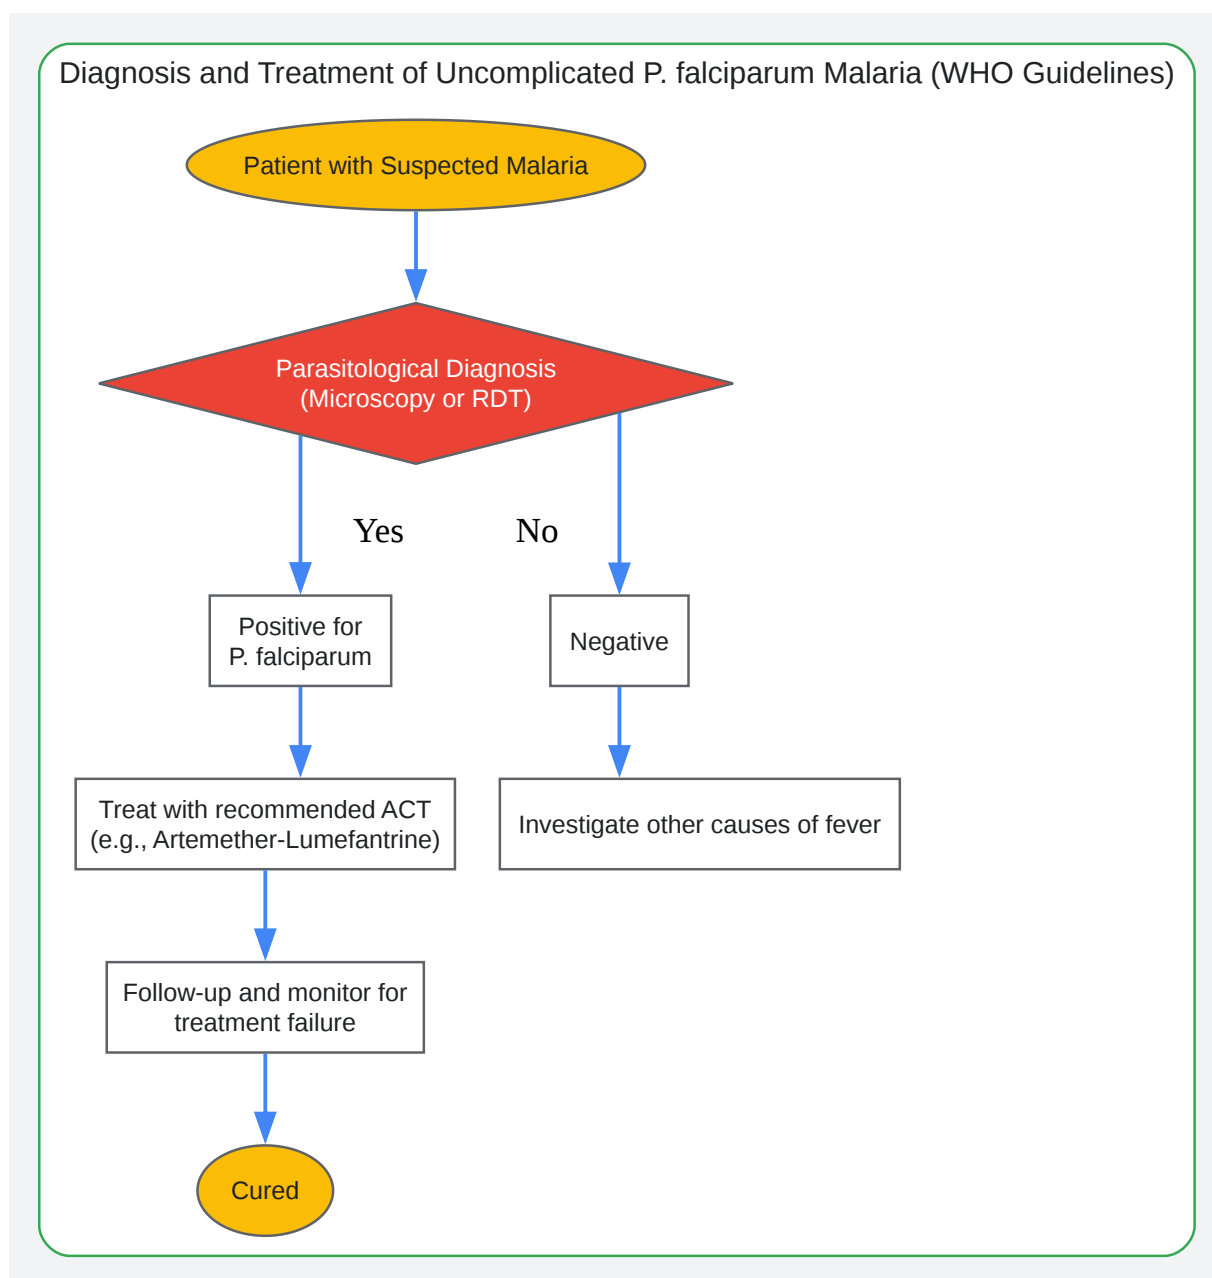 Diagnosis and Treatment of Uncomplicated P. falciparum Malaria (WHO Guidelines)
Patient with Suspected Malaria
Parasitological Diagnosis
(Microscopy or RDT)
Yes
No
Positive for
P. falciparum
Negative
Treat with recommended ACT
(e.g., Artemether-Lumefantrine)
Investigate other causes of fever
Follow-up and monitor for
treatment failure
Cured